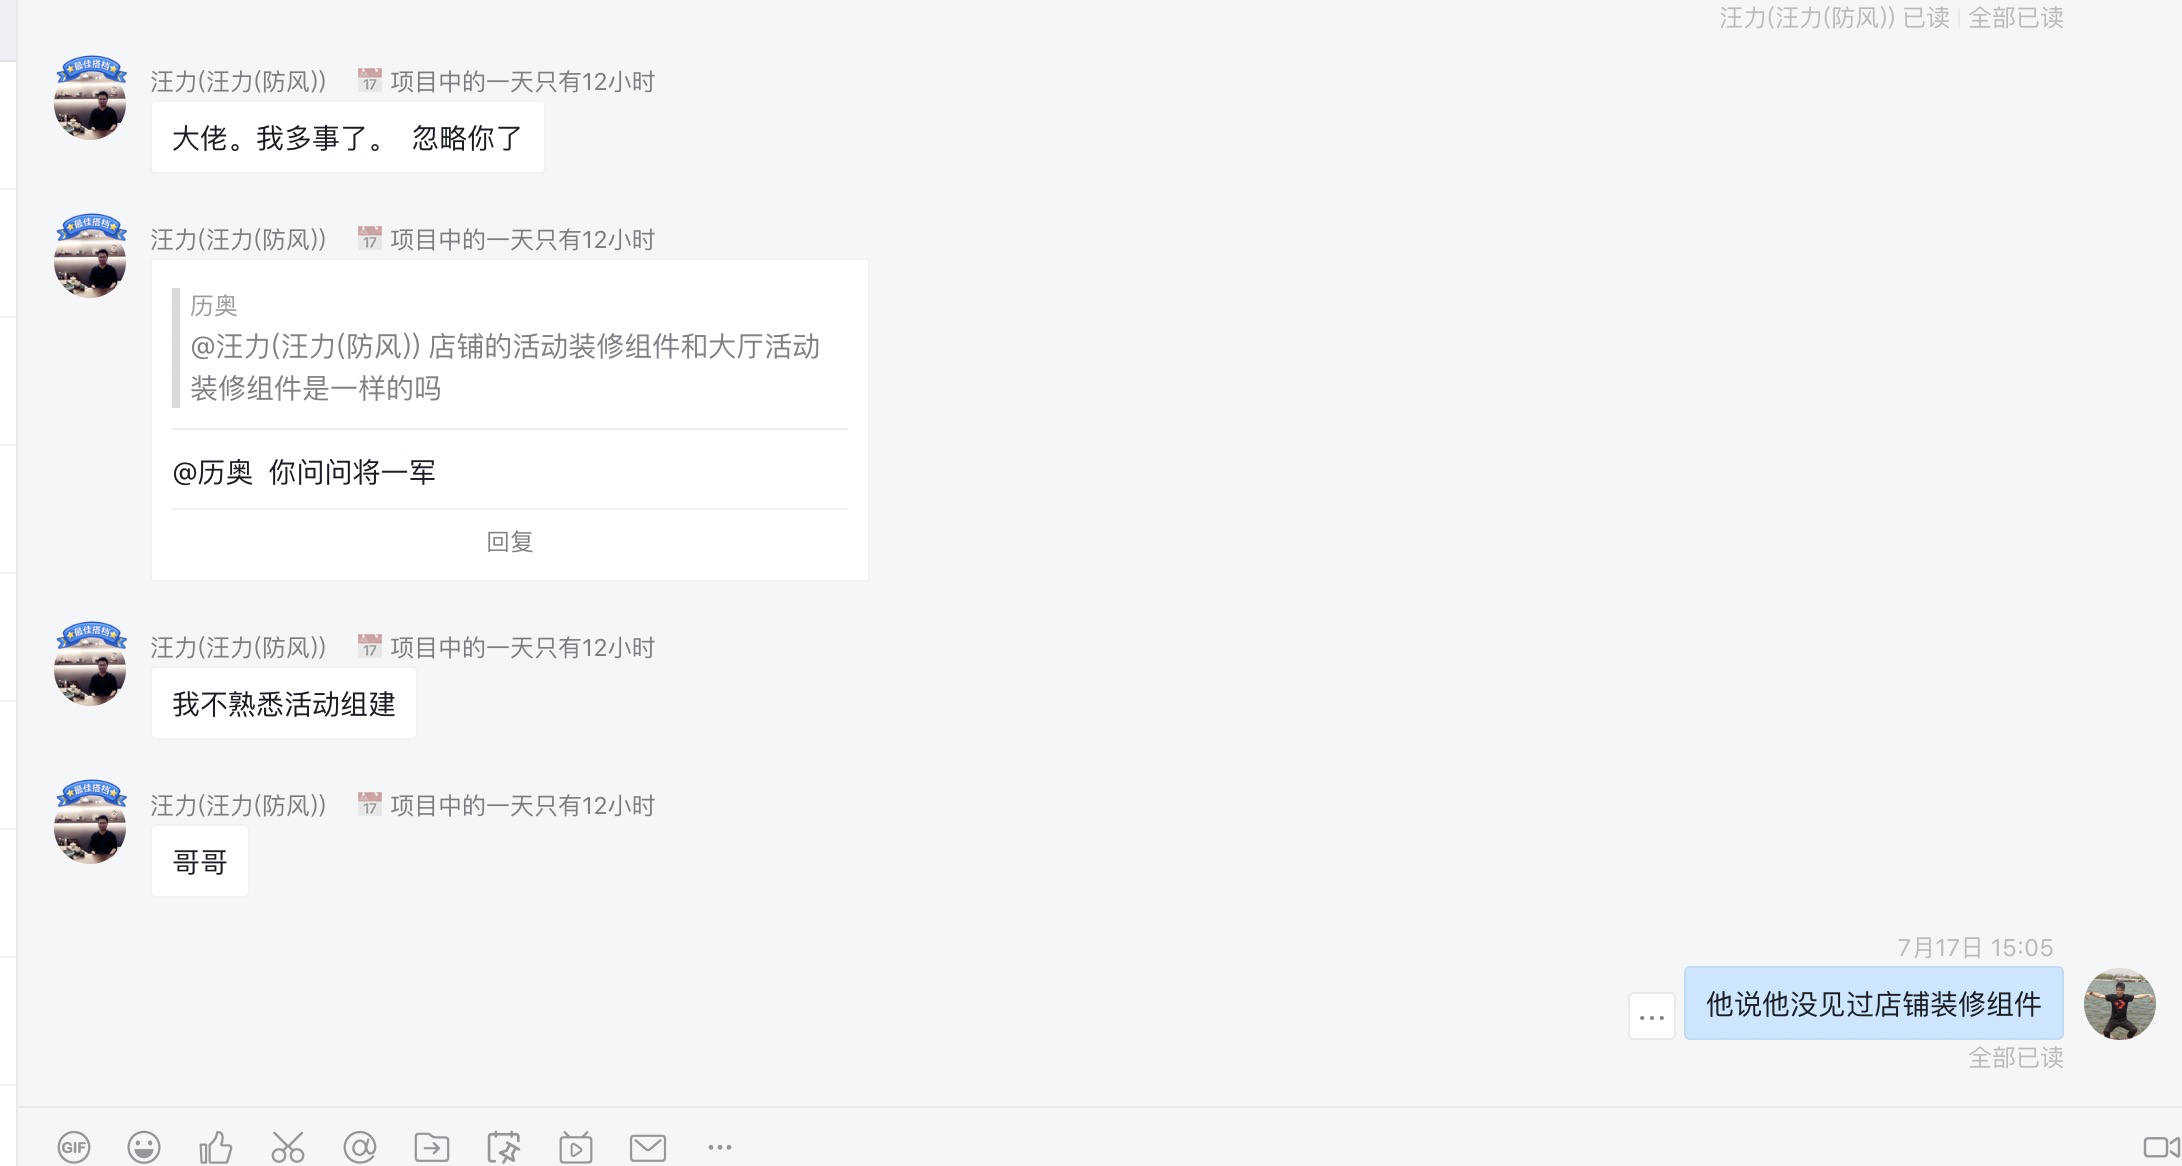 汪力(汪力(防风)) 已读 | 全部已读
最佳搭档
汪力(汪力(防风)) 17 项目中的一天只有12小时
大佬。我多事了。 忽略你了
最佳搭档
汪力(汪力(防风)) 17 项目中的一天只有12小时
历奥
@汪力(汪力(防风)) 店铺的活动装修组件和大厅活动
装修组件是一样的吗
@历奥 你问问将一军
回复
最佳搭档
汪力(汪力(防风)) 17 项目中的一天只有12小时
我不熟悉活动组建
最佳搭档
汪力(汪力(防风)) 17 项目中的一天只有12小时
哥哥
7月17日 15:05
他说他没见过店铺装修组件
全部已读
GIF